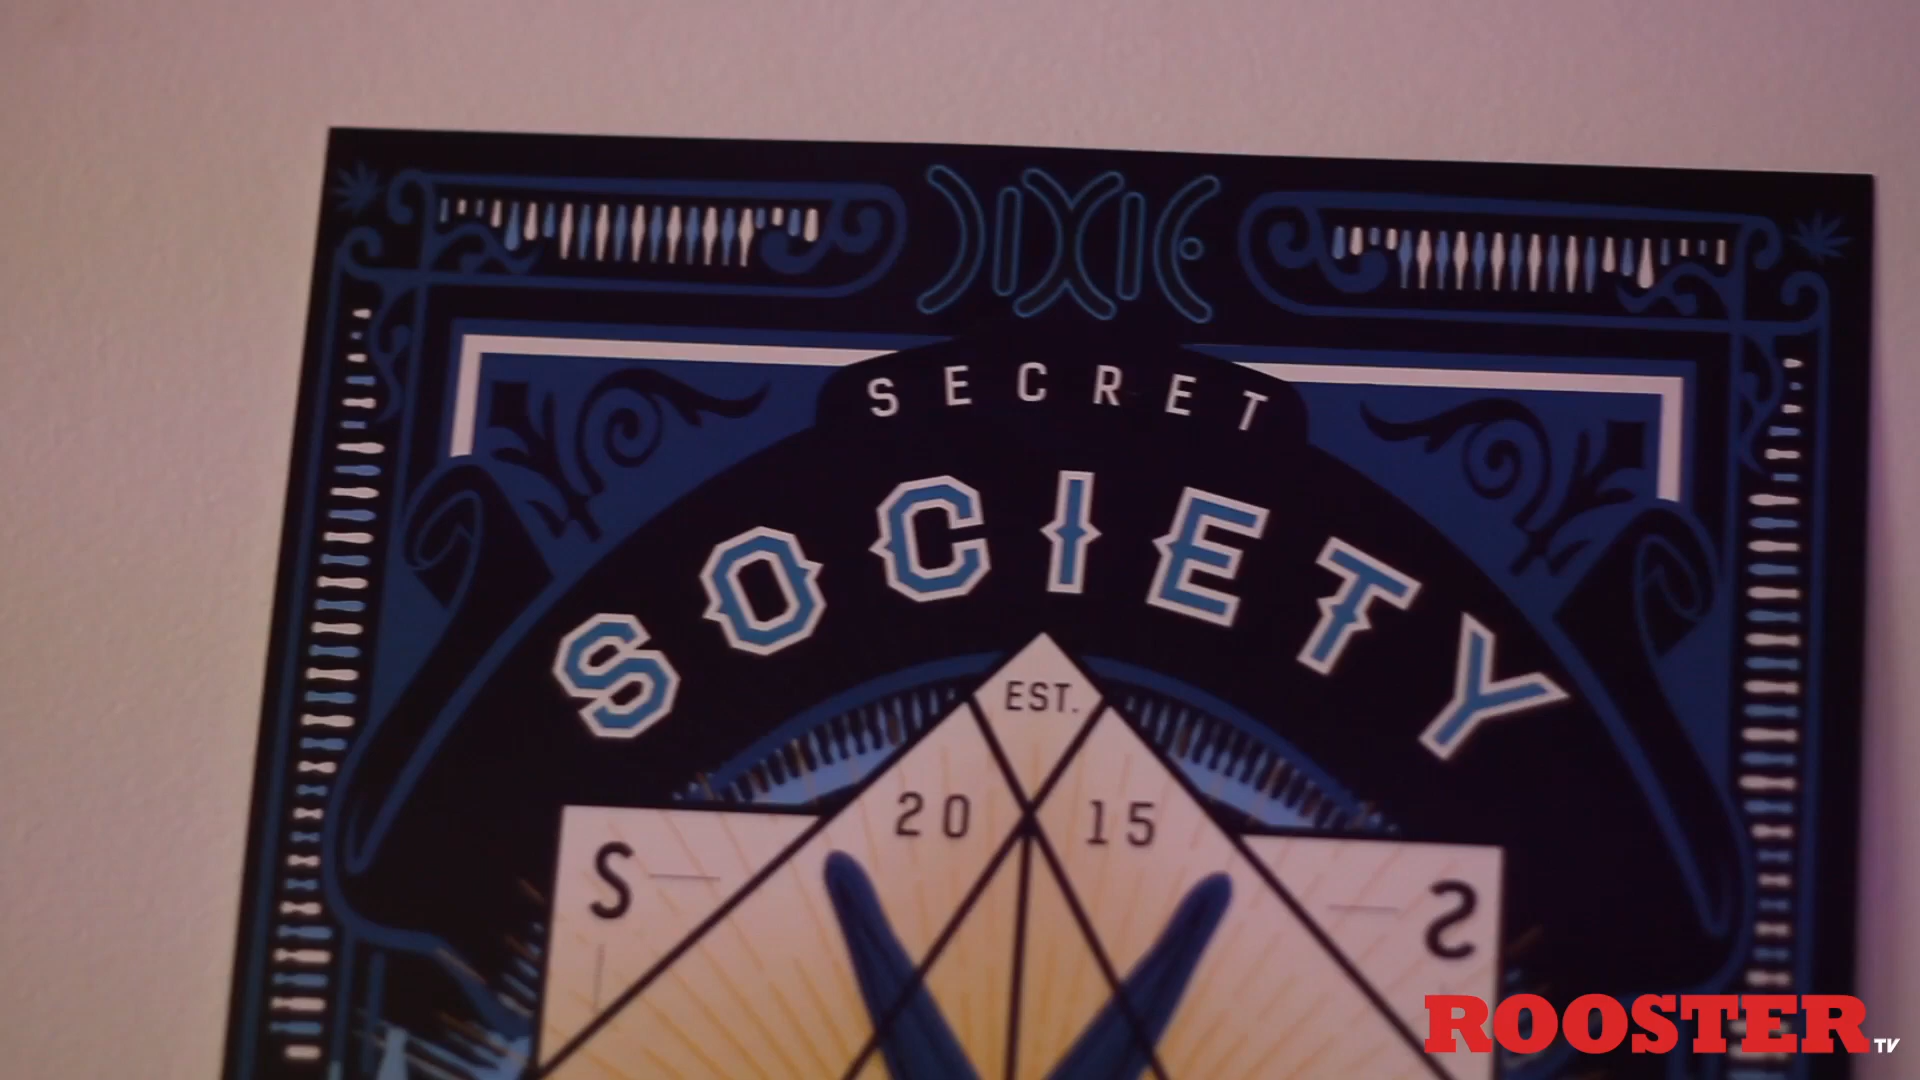 DIXIE
SECRET
SOCIETY
EST.
20 15
S S
ROOSTER TV